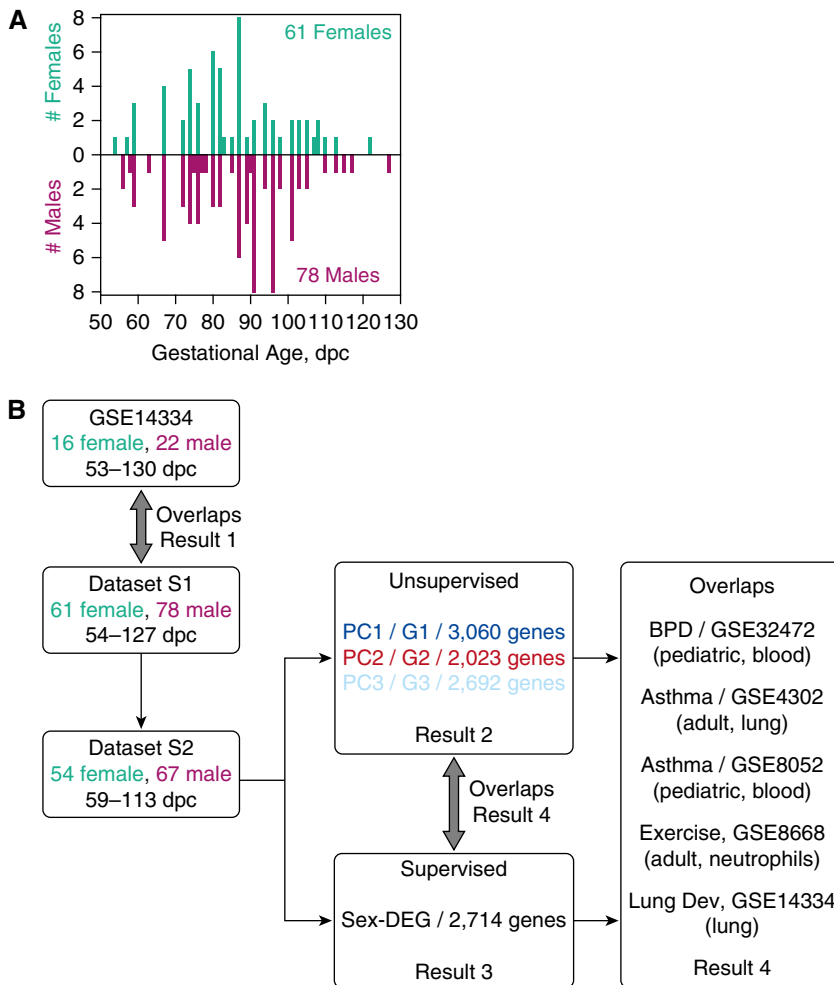 A
61 Females
# Females
8
6
4
2
0
2
4
6
8
# Males
78 Males
50 60 70 80 90 100 110 120 130
Gestational Age, dpc
B
GSE14334
16 female, 22 male
53–130 dpc
Overlaps
Result 1
Dataset S1
61 female, 78 male
54–127 dpc
Dataset S2
54 female, 67 male
59–113 dpc
Unsupervised
PC1 / G1 / 3,060 genes
PC2 / G2 / 2,023 genes
PC3 / G3 / 2,692 genes
Result 2
Overlaps
Result 4
Supervised
Sex-DEG / 2,714 genes
Result 3
Overlaps
BPD / GSE32472
(pediatric, blood)
Asthma / GSE4302
(adult, lung)
Asthma / GSE8052
(pediatric, blood)
Exercise, GSE8668
(adult, neutrophils)
Lung Dev, GSE14334
(lung)
Result 4